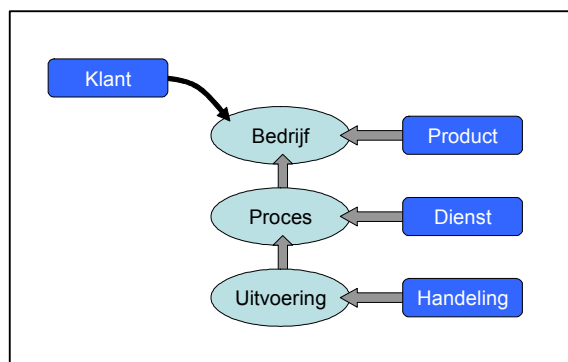 Klant
Bedrijf
Product
Proces
Dienst
Uitvoering
Handeling